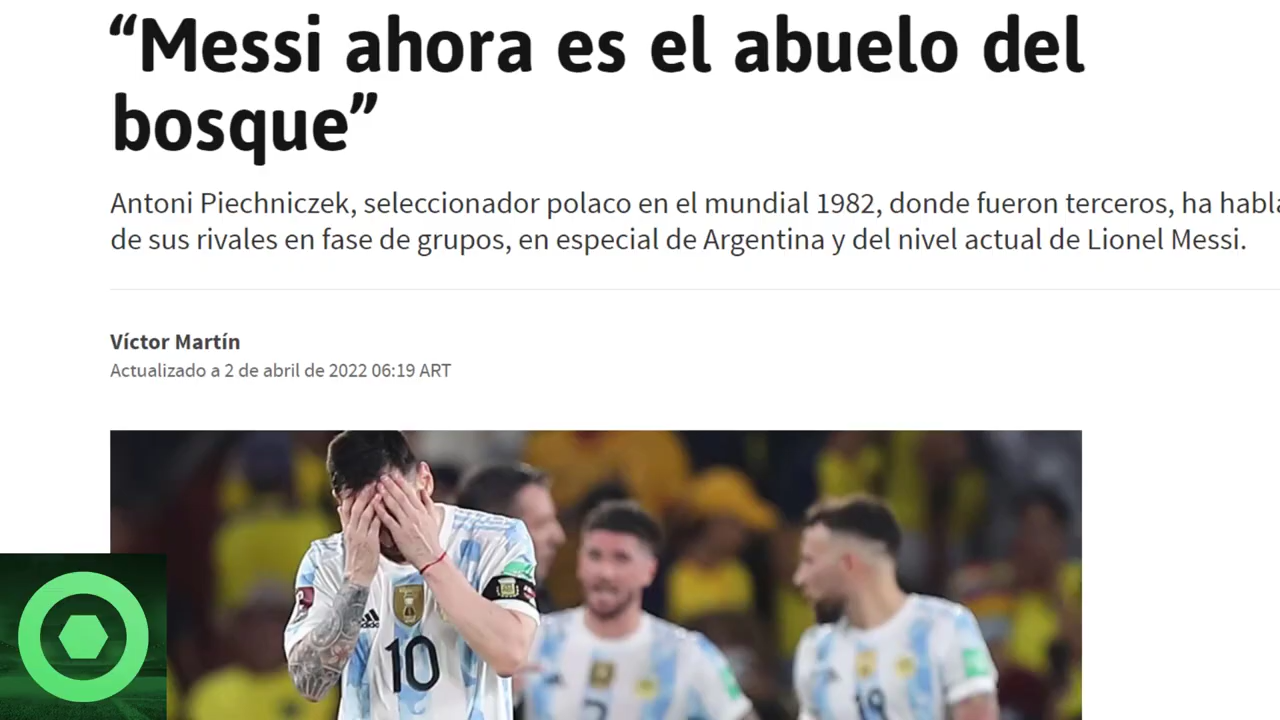 “Messi ahora es el abuelo del
bosque”
Antoni Piechniczek, seleccionador polaco en el mundial 1982, donde fueron terceros, ha habla
de sus rivales en fase de grupos, en especial de Argentina y del nivel actual de Lionel Messi.
Víctor Martín
Actualizado a 2 de abril de 2022 06:19 ART
10
19